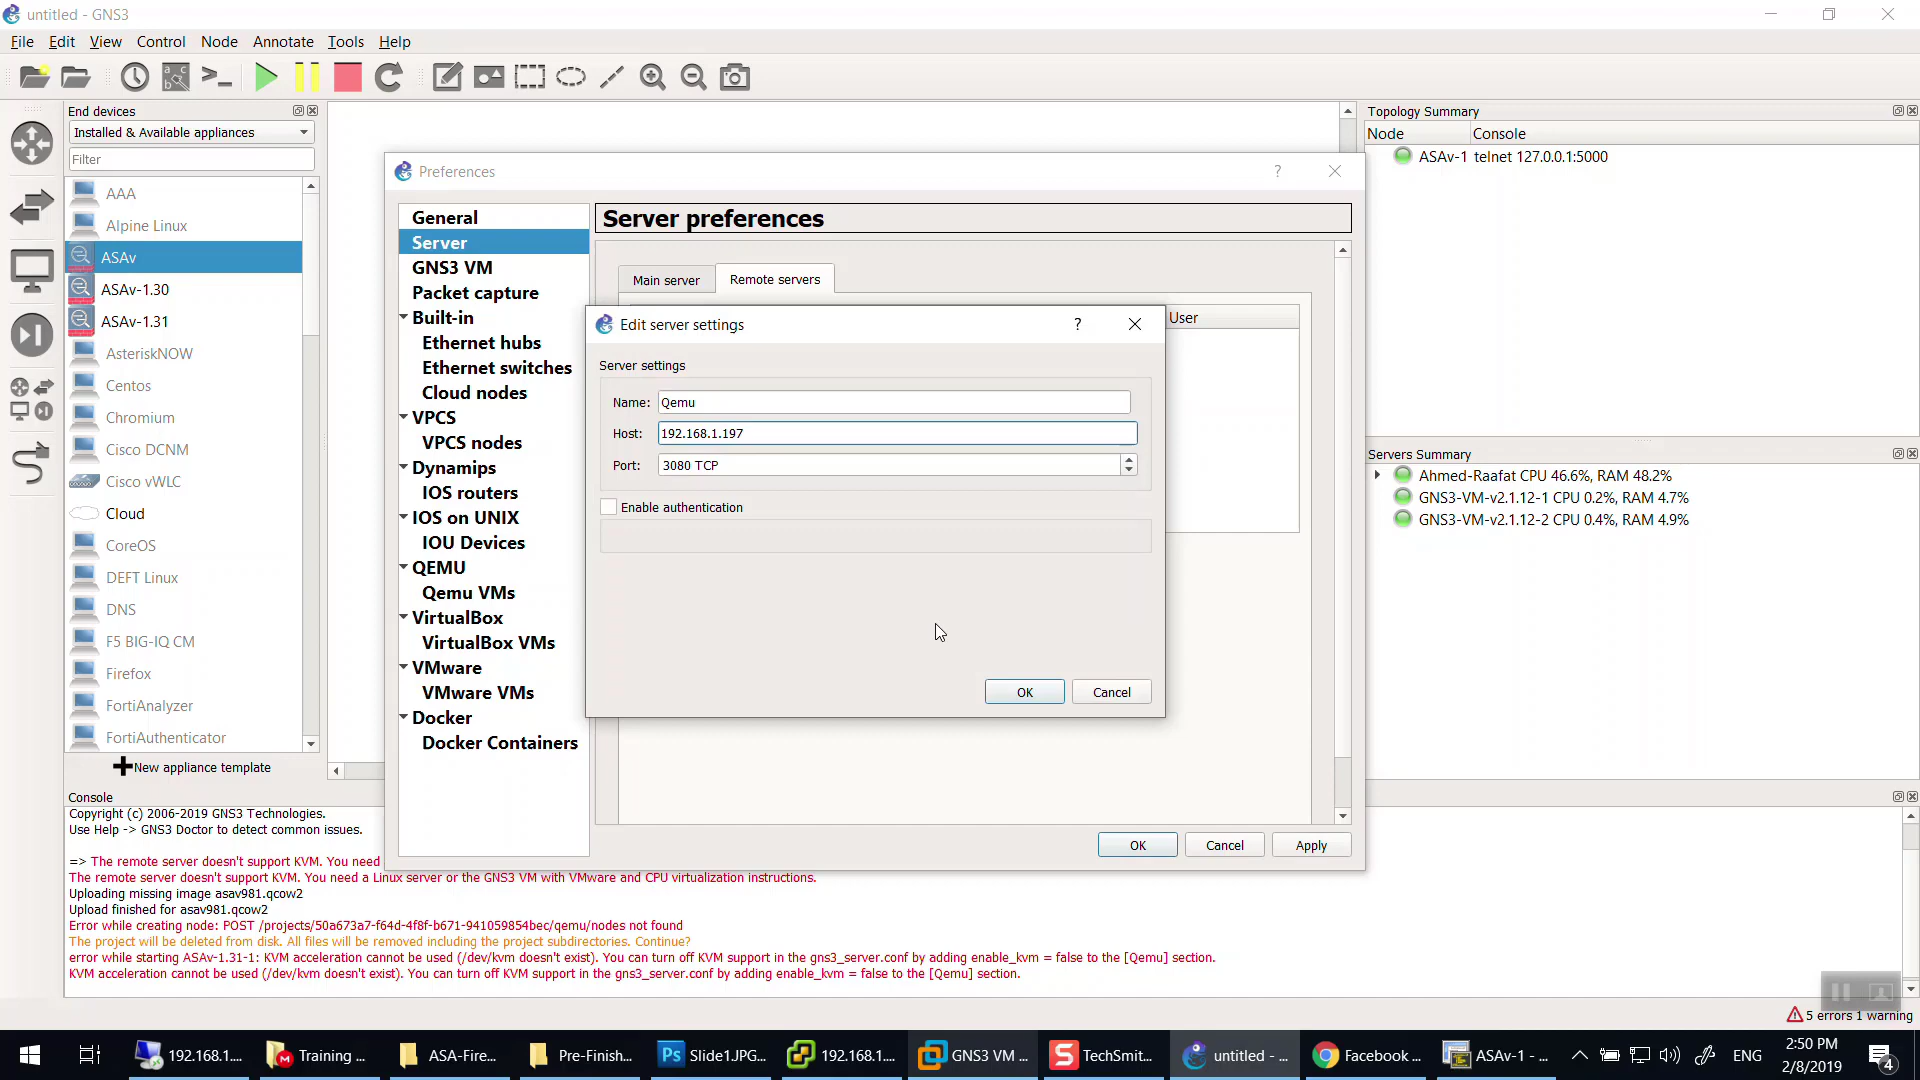 untitled - GNS3
File Edit View Control Node Annotate Tools Help
End devices
Installed & Available appliances
Filter
AAA
Alpine Linux
ASAv
ASAv-1.30
ASAv-1.31
AsteriskNOW
Centos
Chromium
Cisco DCNM
Cisco vWLC
Cloud
CoreOS
DEFT Linux
DNS
F5 BIG-IQ CM
Firefox
FortiAnalyzer
FortiAuthenticator
New appliance template
Preferences
?
General
Server
GNS3 VM
Packet capture
Built-in
Ethernet hubs
Ethernet switches
Cloud nodes
VPCS
VPCS nodes
Dynamips
IOS routers
IOS on UNIX
IOU Devices
QEMU
Qemu VMs
VirtualBox
VirtualBox VMs
VMware
VMware VMs
Docker
Docker Containers
Server preferences
Main server
Remote servers
User
Edit server settings
?
Server settings
Name: Qemu
Host: 192.168.1.197
Port: 3080 TCP
Enable authentication
OK
Cancel
OK
Cancel
Apply
Topology Summary
Node Console
ASAv-1 telnet 127.0.0.1:5000
Servers Summary
Ahmed-Raafat CPU 46.6%, RAM 48.2%
GNS3-VM-v2.1.12-1 CPU 0.2%, RAM 4.7%
GNS3-VM-v2.1.12-2 CPU 0.4%, RAM 4.9%
Console
Copyright (c) 2006-2019 GNS3 Technologies.
Use Help -> GNS3 Doctor to detect common issues.
=> The remote server doesn't support KVM. You need
The remote server doesn't support KVM. You need a Linux server or the GNS3 VM with VMware and CPU virtualization instructions.
Uploading missing image asav981.qcow2
Upload finished for asav981.qcow2
Error while creating node: POST /projects/50a673a7-f64d-4f8f-b671-941059854bec/qemu/nodes not found
The project will be deleted from disk. All files will be removed including the project subdirectories. Continue?
error while starting ASAv-1.31-1: KVM acceleration cannot be used (/dev/kvm doesn't exist). You can turn off KVM support in the gns3_server.conf by adding enable_kvm = false to the [Qemu] section.
KVM acceleration cannot be used (/dev/kvm doesn't exist). You can turn off KVM support in the gns3_server.conf by adding enable_kvm = false to the [Qemu] section.
5 errors 1 warning
192.168.1....
Training ...
ASA-Fire...
Pre-Finish...
Slide1.JPG...
192.168.1....
GNS3 VM ...
TechSmit...
untitled - ...
Facebook ...
ASAv-1 - ...
ENG
2:50 PM
2/8/2019
4